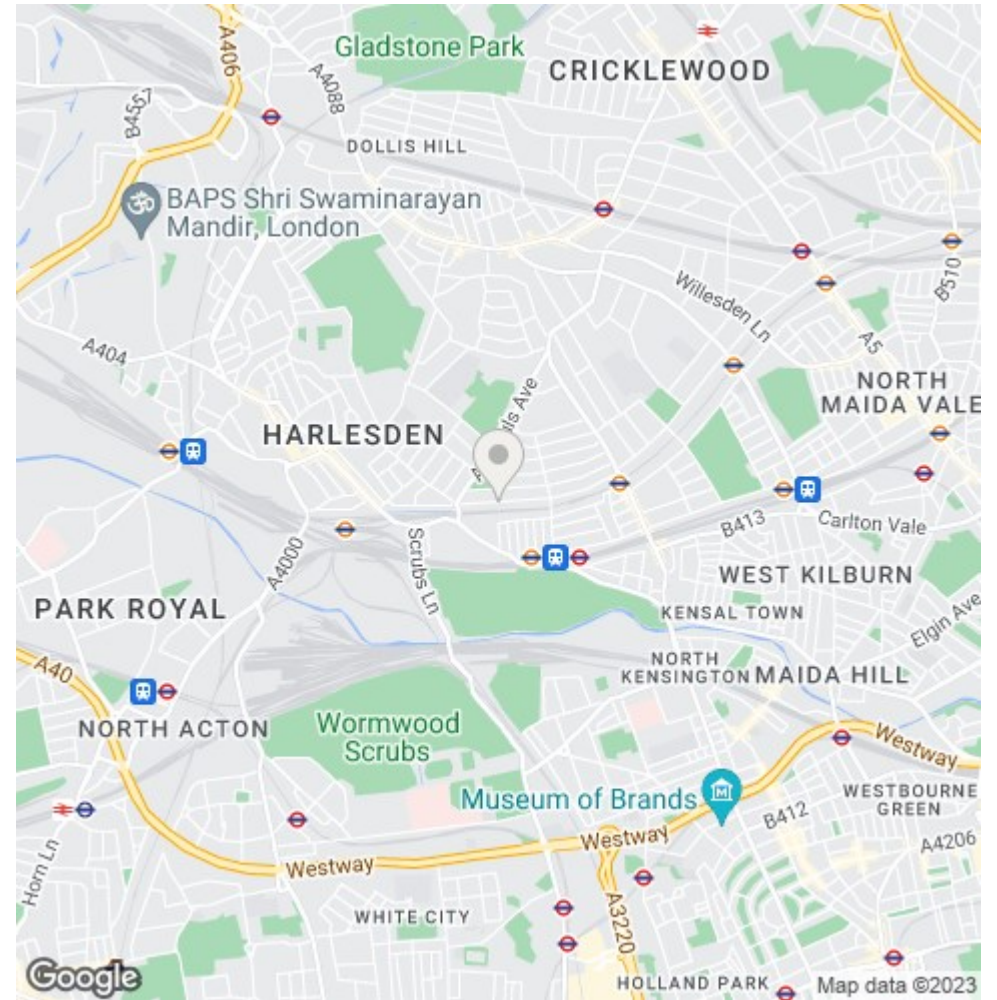 Gladstone Park
CRICKLEWOOD
A406
A4088
B4557
DOLLIS HILL
BAPS Shri Swaminarayan
Mandir, London
B510
Willesden Ln
A5
A404
NORTH
MAIDA VALE
HARLESDEN
Ave
Scrubs Ln
B413
Carlton Vale
A4000
WEST KILBURN
PARK ROYAL
KENSAL TOWN
Elgin Ave
A40
NORTH
KENSINGTON
MAIDA HILL
NORTH ACTON
Wormwood
Scrubs
Westway
Museum of Brands
WESTBOURNE
GREEN
B412
Westway
A4206
Westway
Horn Ln
WHITE CITY
A3220
HOLLAND PARK
Google
Map data ©2023